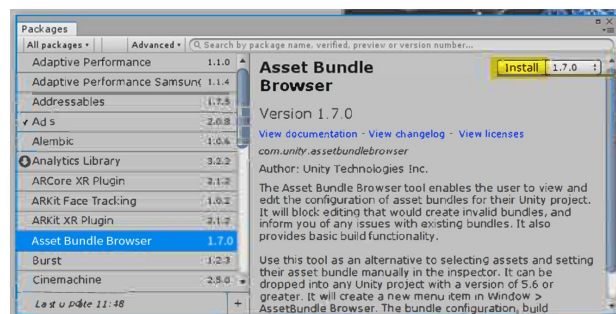 Packages
All packages
Advanced
Search by package name, verified, preview or version number...
Adaptive Performance 1.1.0
Adaptive Performance Samsung 1.1.4
Addressables 1.7.5
Ads 2.0.8
Alembic 1.0.6
Analytics Library 3.2.2
ARCore XR Plugin 2.1.2
ARKit Face Tracking 1.0.2
ARKit XR Plugin 2.1.2
Asset Bundle Browser 1.7.0
Burst 1.2.3
Cinemachine 2.5.0
Last update 11:48
+
Asset Bundle
Browser
Install 1.7.0
Version 1.7.0
View documentation - View changelog - View licenses
com.unity.assetbundlebrowser
Author: Unity Technologies Inc.
The Asset Bundle Browser tool enables the user to view and
edit the configuration of asset bundles for their Unity project.
It will block editing that would create invalid bundles, and
inform you of any issues with existing bundles. It also
provides basic build functionality.
Use this tool as an alternative to selecting assets and setting
their asset bundle manually in the inspector. It can be
dropped into any Unity project with a version of 5.6 or
greater. It will create a new menu item in Window >
AssetBundle Browser. The bundle configuration, build